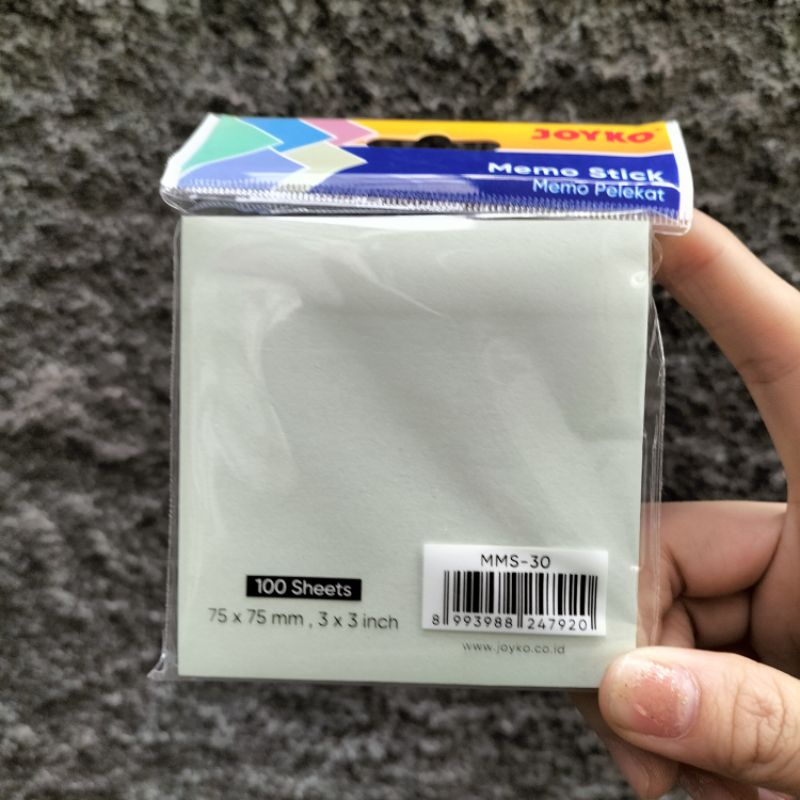 JOYKO
Memo Stick
Memo Pelekat
MMS-30
8 993988 247920
100 Sheets
75 x 75 mm , 3 x 3 inch
www.joyko.co.id